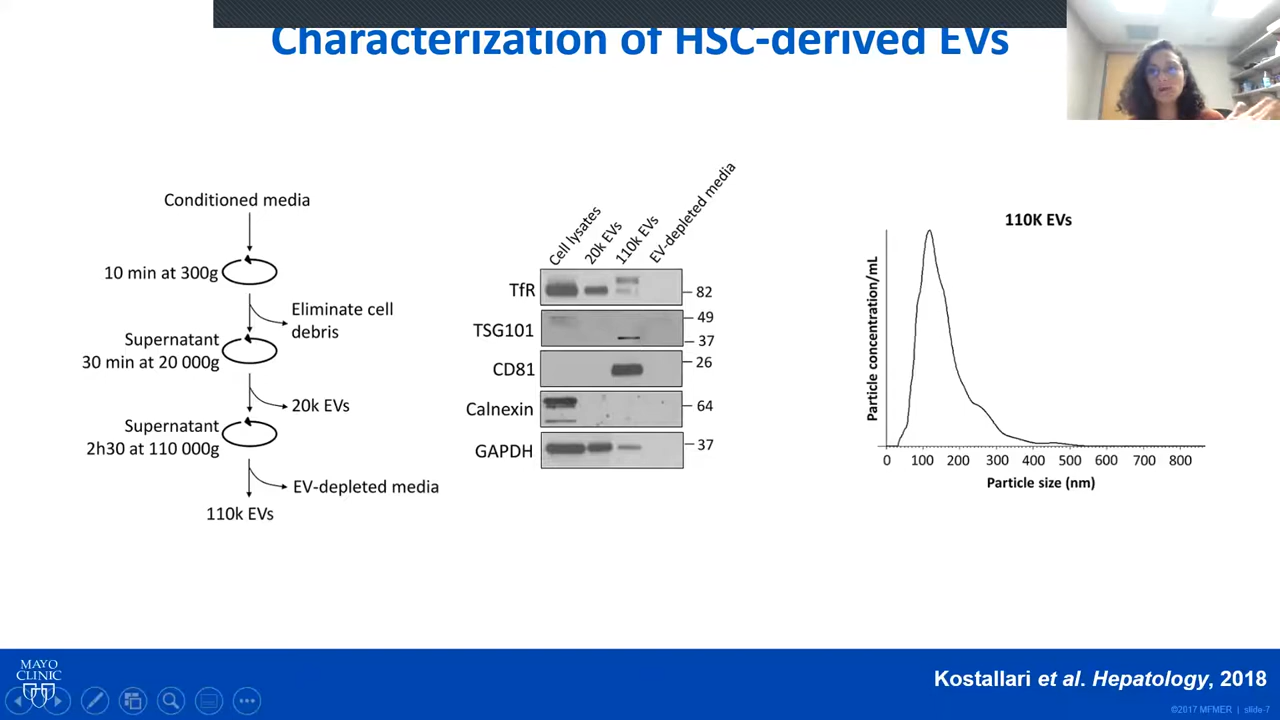 Characterization of HSC-derived EVs
Conditioned media
10 min at 300g
Eliminate cell
debris
Supernatant
30 min at 20 000g
20k EVs
Supernatant
2h30 at 110 000g
EV-depleted media
110k EVs
Cell lysates
20k EVs
110k EVs
EV-depleted media
TfR
82
49
TSG101
37
26
CD81
Calnexin
64
GAPDH
37
110K EVs
Particle concentration/mL
0 100 200 300 400 500 600 700 800
Particle size (nm)
MAYO
CLINIC
Kostallari et al. Hepatology, 2018
©2017 MFMER | slide-7